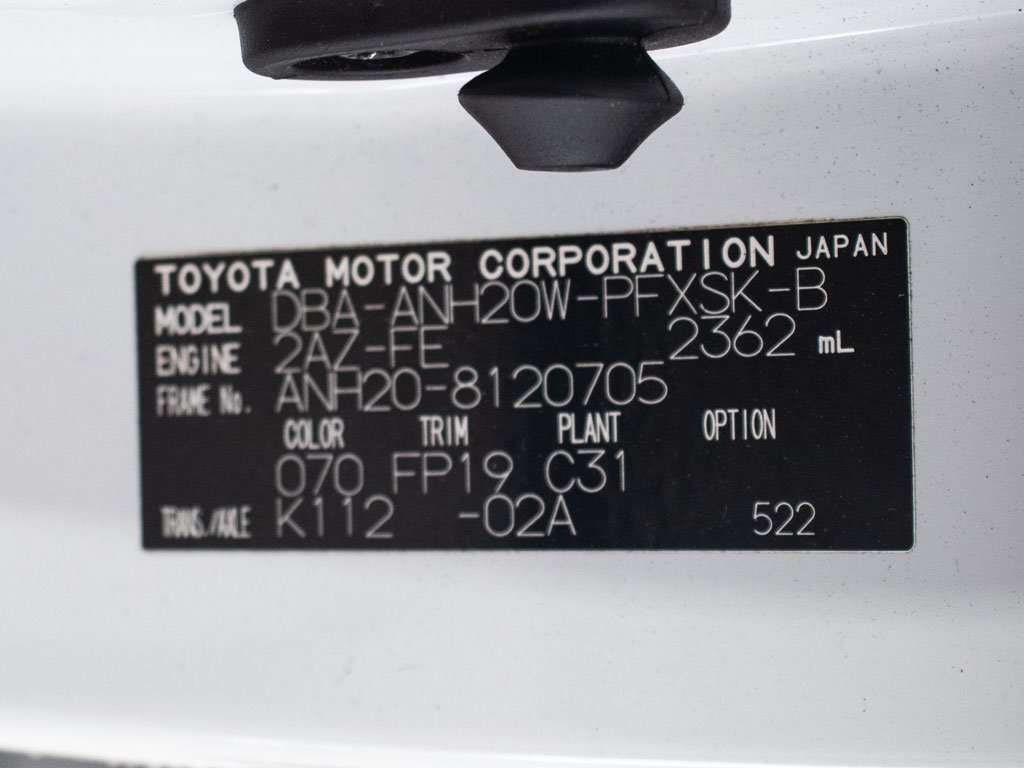 TOYOTA MOTOR CORPORATION JAPAN
MODEL DBA-ANH20W-PFXSK-B
ENGINE 2AZ-FE 2362 mL
FRAME No. ANH20-8120705
COLOR TRIM PLANT OPTION
070 FP19 C31
TRANS./AXLE K112 -02A 522